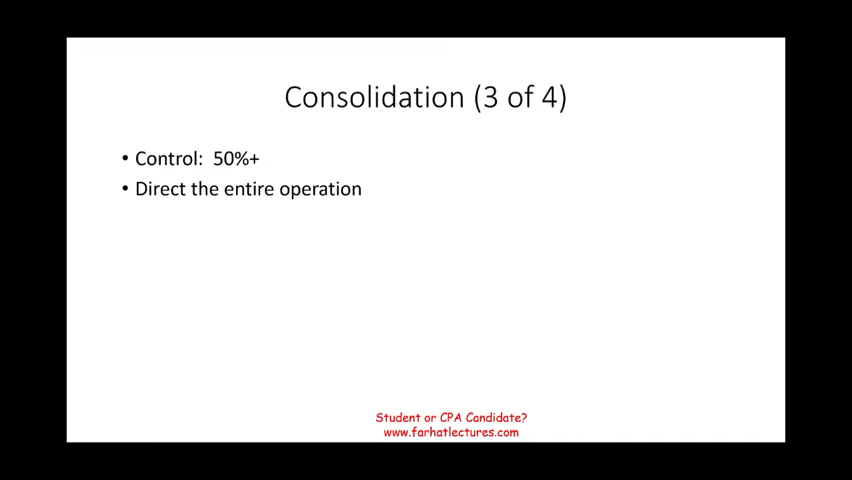 Consolidation (3 of 4)
• Control: 50%+
• Direct the entire operation
Student or CPA Candidate?
www.farhatlectures.com